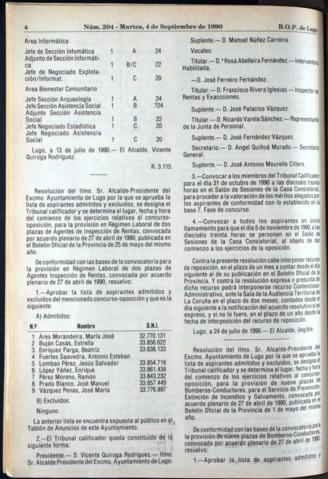 4 Núm. 204 - Martes, 4 de Septiembre de 1990 B.O.P. de Lugo
Area Informática
Jefe de Sección Infomática 1 A 24
Adjunto de Sección Informáti-
ca 1 B/C 22
Jefe de Negociado Explota-
ción/Informat. 1 C 20
Area Bienestar Comunitario
Jefe Sección Arqueología 1 A 24
Jefe Sección Asistencia Social 1 B 24
Adjunto Sección Asistencia
Social 1 B 22
Jefe Negociado Estadística 1 C 20
Jefe Negociado Asistencia
Social 1 C 20
Lugo, a 13 de julio de 1990.— El Alcalde, Vicente
Quiroga Rodríguez.
R. 3.115
Resolución del Ilmo. Sr. Alcalde-Presidente del
Excmo. Ayuntamiento de Lugo por la que se aprueba la
lista de aspirantes admitidos y excluidos, se designa el
Tribunal calificador y se determina el lugar, fecha y hora
del comienzo de los ejercicios relativos al concurso-
oposición, para la provisión en Régimen Laboral de dos
plazas de Agentes Inspección de Rentas, convocada por
acuerdo plenario de 27 de abril de 1990, publicada en el
Boletín Oficial de la Provincia de 25 de mayo del mismo
año.
De conformidad con las bases de la convocatoria para
la provisión en Régimen Laboral de 2 dos plazas de
Agentes Inspección de Rentas, convocada por acuerdo
plenario de 27 de abril de 1990, resuelvo:
1.—Aprobar la lista de aspirantes admitidos y
excluidos del mencionado concurso-oposición y que es la
siguiente:
A) Admitidos:
N.º Nombre D.N.I.
1 Ares Morandeira, María José 32.770.131
2 Buján Casás, Estrella 33.856.622
3 Enríquez Parga, Beatriz 33.838.133
4 Fuertes Saavedra, Antonio Esteban
5 Lombao Pérez, Jesús Salvador 33.854.718
6 López Yáñez, Enrique 33.861.438
7 Pérez Moreno, Ramón 33.843.232
8 Prado Blanco, José Manuel 33.857.449
9 Vázquez Penas, José María 33.776.897
B) Excluidos:
Ninguno
La anterior lista se encuentra expuesta al público en el
Tablón de Anuncios de este Ayuntamiento.
2.—El Tribunal calificador queda constituido de la
siguiente forma:
Presidente.— D. Vicente Quiroga Rodríguez.— Ilmo.
Sr. Alcalde Presidente del Excmo. Ayuntamiento de Lugo.
Suplente.— D. Manuel Núñez Carreira.
Vocales:
Titular.— D.ª Rosa Abelleira Fernández.— Interventora
Habilitada.
—D. José Ferreiro Fernández.
Titular.— D. Francisco Rivera Iglesias.— Inspector de
Rentas y Exacciones.
Suplente.— D. José Palacios Vázquez.
Titular.— D. Ricardo Varela Sánchez.— Representante
de la Junta de Personal.
Suplente.— D. José Fernández Vázquez.
Secretario.— D. Angel Quiñoá Murado.— Secretario
General.
Suplente.— D. José Antonio Mourelle Cillero.
3.—Convocar a los miembros del Tribunal Calificador
para el día 31 de octubre de 1990 a las diecisiete treinta
horas en el Salón de Sesiones de la Casa Consistorial,
para proceder a la valoración de los méritos alegados por
los aspirantes de conformidad con lo establecido en la
base 7. Fase de concurso.
4.—Convocar a todos los aspirantes en único
llamamiento para que el día 5 de noviembre de 1990, a las
diecisiete treinta horas se personen en el Salón de
Sesiones de la Casa Consistorial, al objeto de dar
comienzo a los ejercicios de la oposición.
Contra la presente resolución cabe interponer recurso
de reposición, en el plazo de un mes a contar desde el día
siguiente al de su publicación en el Boletín Oficial de la
Provincia. Y contra la resolución expresa o presunta de
dicho recurso podrá interponerse recurso Contencioso-
Administrativo, ante la Sala de la Audiencia Territorial de
La Coruña en el plazo de dos meses, contados desde el
día siguiente a la notificación del acuerdo resolutorio si es
expreso, y si no lo fuere, en el plazo de un año desde la
fecha de interposición del recurso de reposición.
Lugo, a 24 de julio de 1990.— El Alcalde, ilegible.
Resolución del Ilmo. Sr. Alcalde-Presidente del
Excmo. Ayuntamiento de Lugo, por la que se aprueba la
lista de aspirantes admitidos y excluidos, se designa el
Tribunal calificador y se determina el lugar, fecha y hora
del comienzo de los ejercicios relativos al concurso-
oposición, para la provisión de nueve plazas de
Bomberos-Conductores, para el Servicio de Prevención,
Extinción de Incendios y Salvamento, convocada por
acuerdo plenario de 27 de abril de 1990, publicada en el
Boletín Oficial de la Provincia de 1 de mayo del mismo
año.
De conformidad con las bases de la convocatoria para
la provisión de nueve plazas de Bomberos-Conductores,
convocada por acuerdo plenario de 27 de abril de 1990,
resuelvo:
1.—Aprobar la lista de aspirantes admitidos y